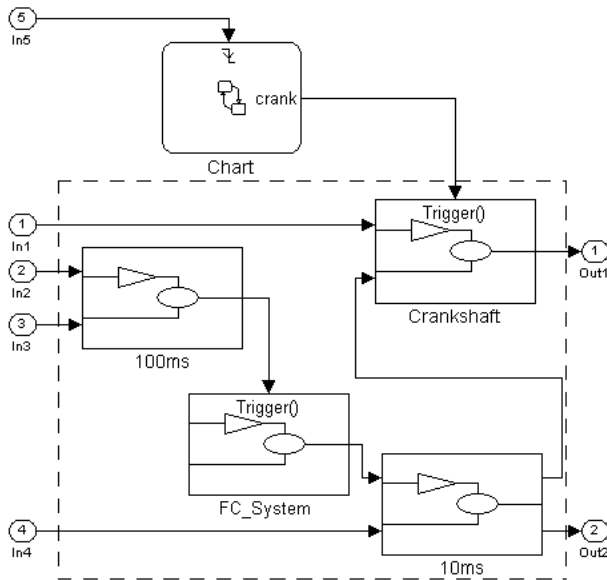 5
In5
crank
Chart
1
In1
Trigger()
1
Out1
2
In2
3
In3
Crankshaft
100ms
Trigger()
FC_System
4
In4
2
Out2
10ms